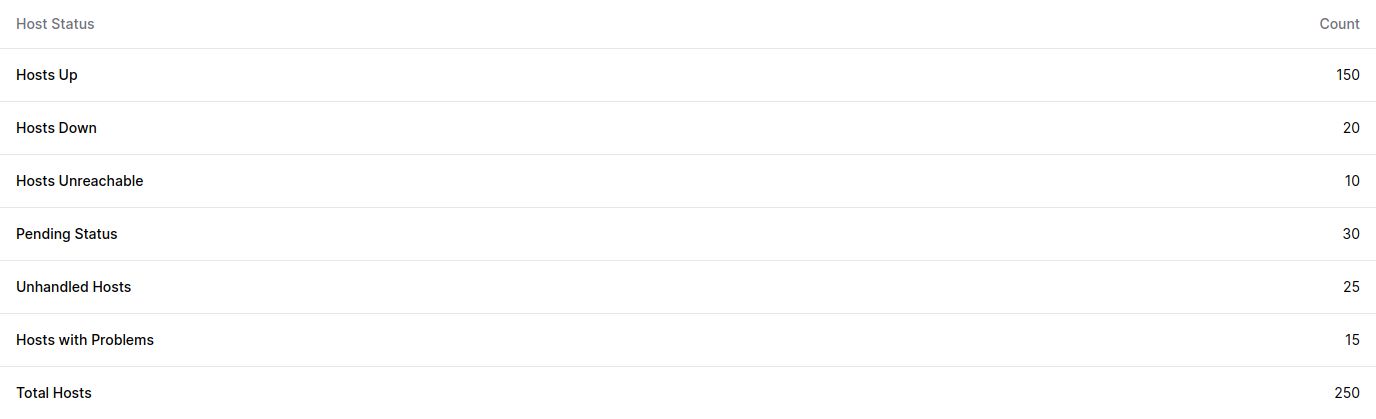 Host Status Count
Hosts Up 150
Hosts Down 20
Hosts Unreachable 10
Pending Status 30
Unhandled Hosts 25
Hosts with Problems 15
Total Hosts 250